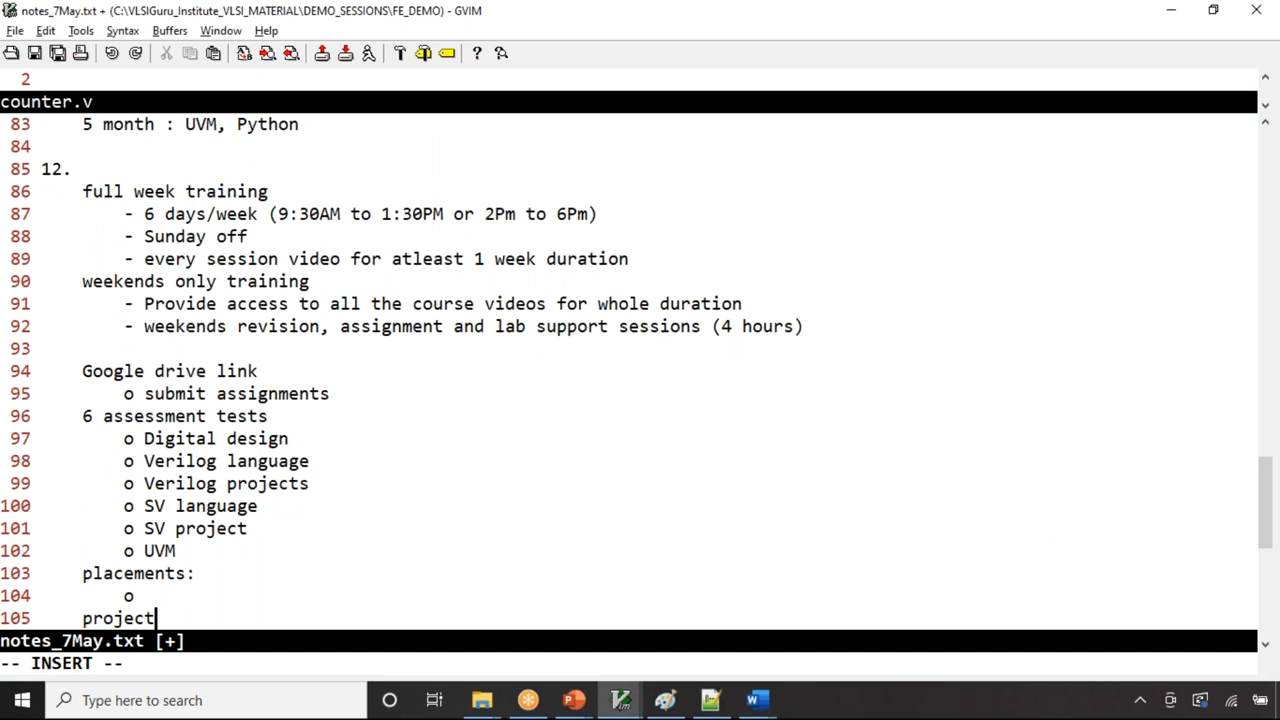 notes_7May.txt + (C:\VLSIGuru_Institute_VLSI_MATERIAL\DEMO_SESSIONS\FE_DEMO) - GVIM
File Edit Tools Syntax Buffers Window Help
2
counter.v
83 5 month : UVM, Python
84
85 12.
86 full week training
87 - 6 days/week (9:30AM to 1:30PM or 2Pm to 6Pm)
88 - Sunday off
89 - every session video for atleast 1 week duration
90 weekends only training
91 - Provide access to all the course videos for whole duration
92 - weekends revision, assignment and lab support sessions (4 hours)
93
94 Google drive link
95 o submit assignments
96 6 assessment tests
97 o Digital design
98 o Verilog language
99 o Verilog projects
100 o SV language
101 o SV project
102 o UVM
103 placements:
104 o
105 project
notes_7May.txt [+]
-- INSERT --
Type here to search